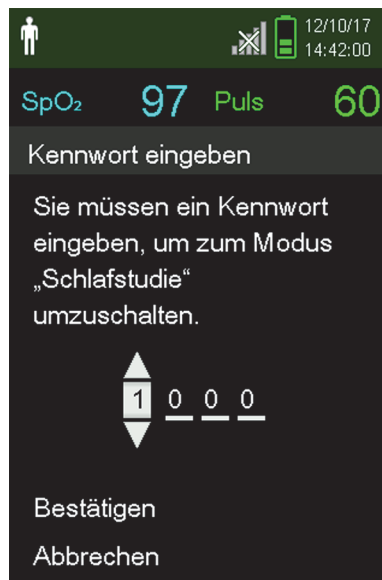 12/10/17
14:42:00
SpO₂ 97 Puls 60
Kennwort eingeben
Sie müssen ein Kennwort
eingeben, um zum Modus
„Schlafstudie“
umzuschalten.
1 0 0 0
Bestätigen
Abbrechen